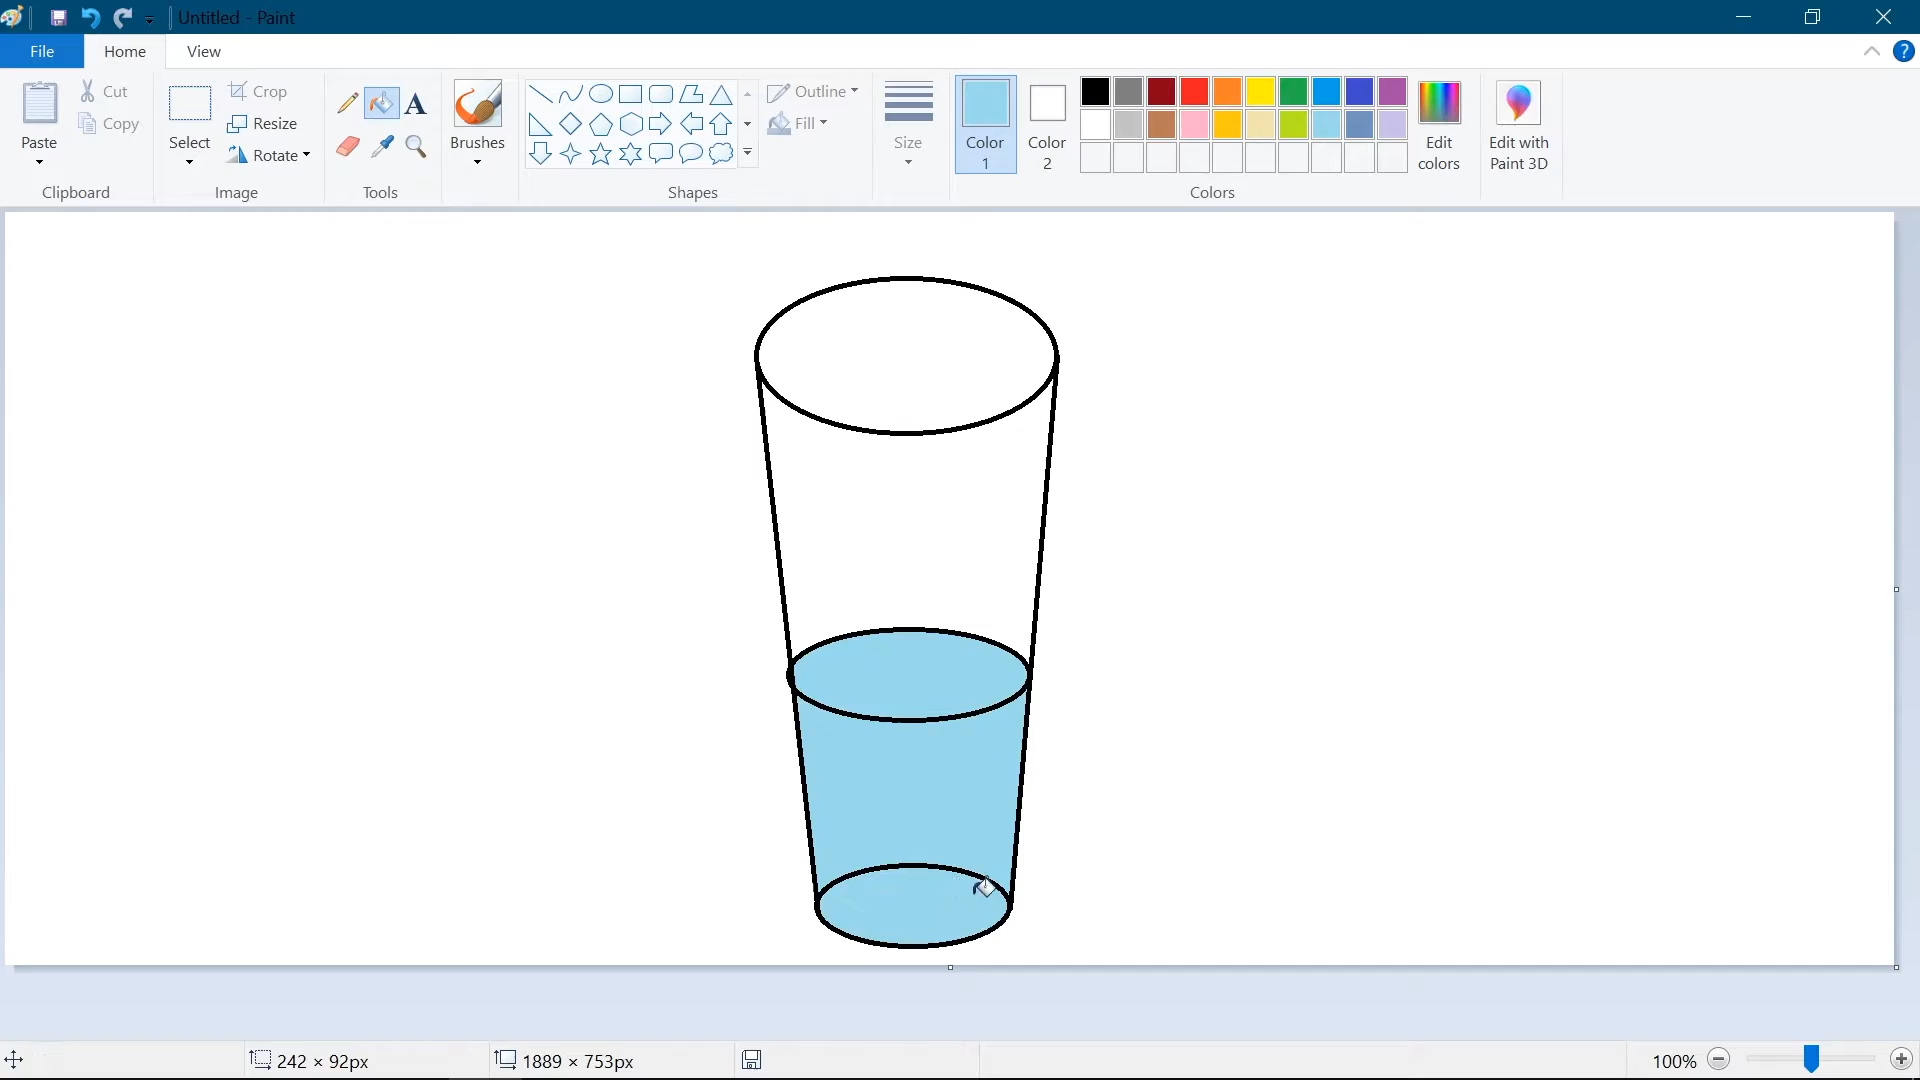 Untitled - Paint
File Home View
?
Paste
Cut
Copy
Clipboard
Select
Crop
Resize
Rotate
Image
A
Tools
Brushes
Outline
Fill
Shapes
Size
Color 1
Color 2
Edit colors
Colors
Edit with Paint 3D
242 × 92px
1889 × 753px
100%